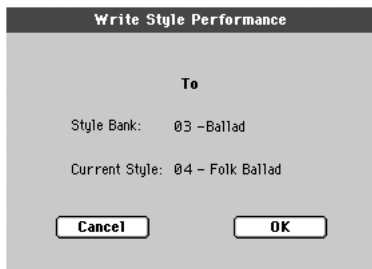 Write Style Performance
To
Style Bank: 03 -Ballad
Current Style: 04 - Folk Ballad
Cancel OK